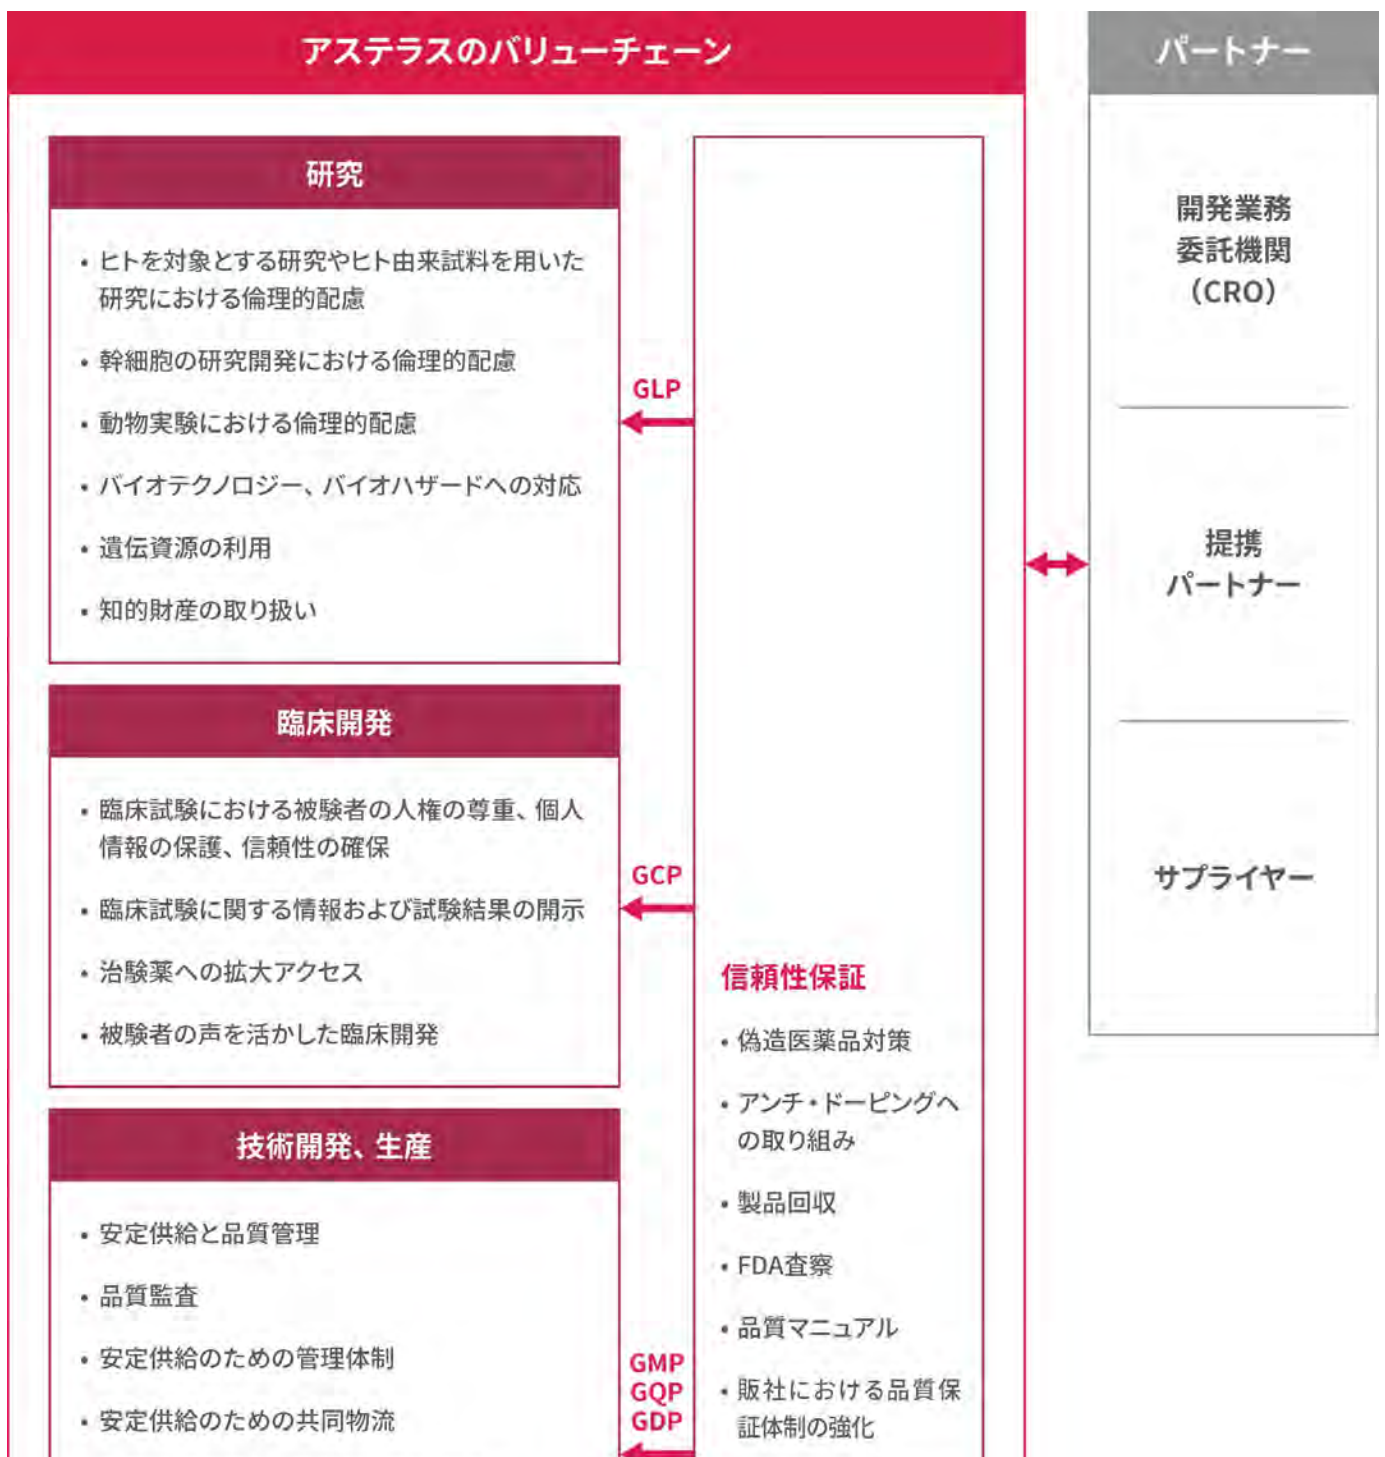 アステラスのバリューチェーン
研究
・ヒトを対象とする研究やヒト由来試料を用いた
研究における倫理的配慮
・幹細胞の研究開発における倫理的配慮
・動物実験における倫理的配慮
・バイオテクノロジー、バイオハザードへの対応
・遺伝資源の利用
・知的財産の取り扱い
GLP
臨床開発
・臨床試験における被験者の人権の尊重、個人
情報の保護、信頼性の確保
・臨床試験に関する情報および試験結果の開示
・治験薬への拡大アクセス
・被験者の声を活かした臨床開発
GCP
技術開発、生産
・安定供給と品質管理
・品質監査
・安定供給のための管理体制
・安定供給のための共同物流
GMP
GQP
GDP
信頼性保証
・偽造医薬品対策
・アンチ・ドーピングへ
の取り組み
・製品回収
・FDA査察
・品質マニュアル
・販社における品質保
証体制の強化
パートナー
開発業務
委託機関
（CRO）
提携
パートナー
サプライヤー